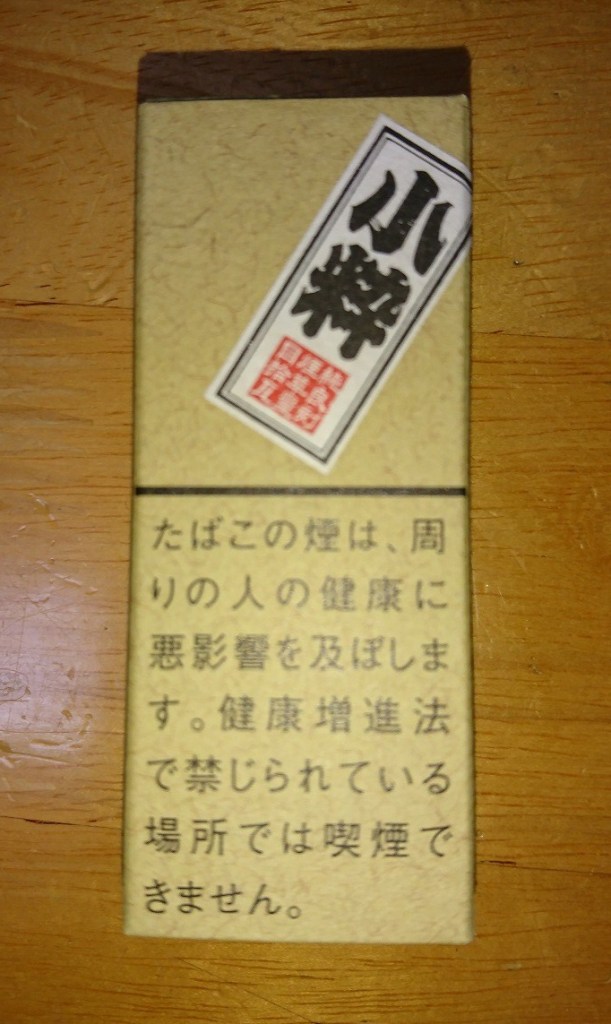 小粋
たばこの煙は、周
りの人の健康に
悪影響を及ぼしま
す。健康増進法
で禁じられている
場所では喫煙で
きません。